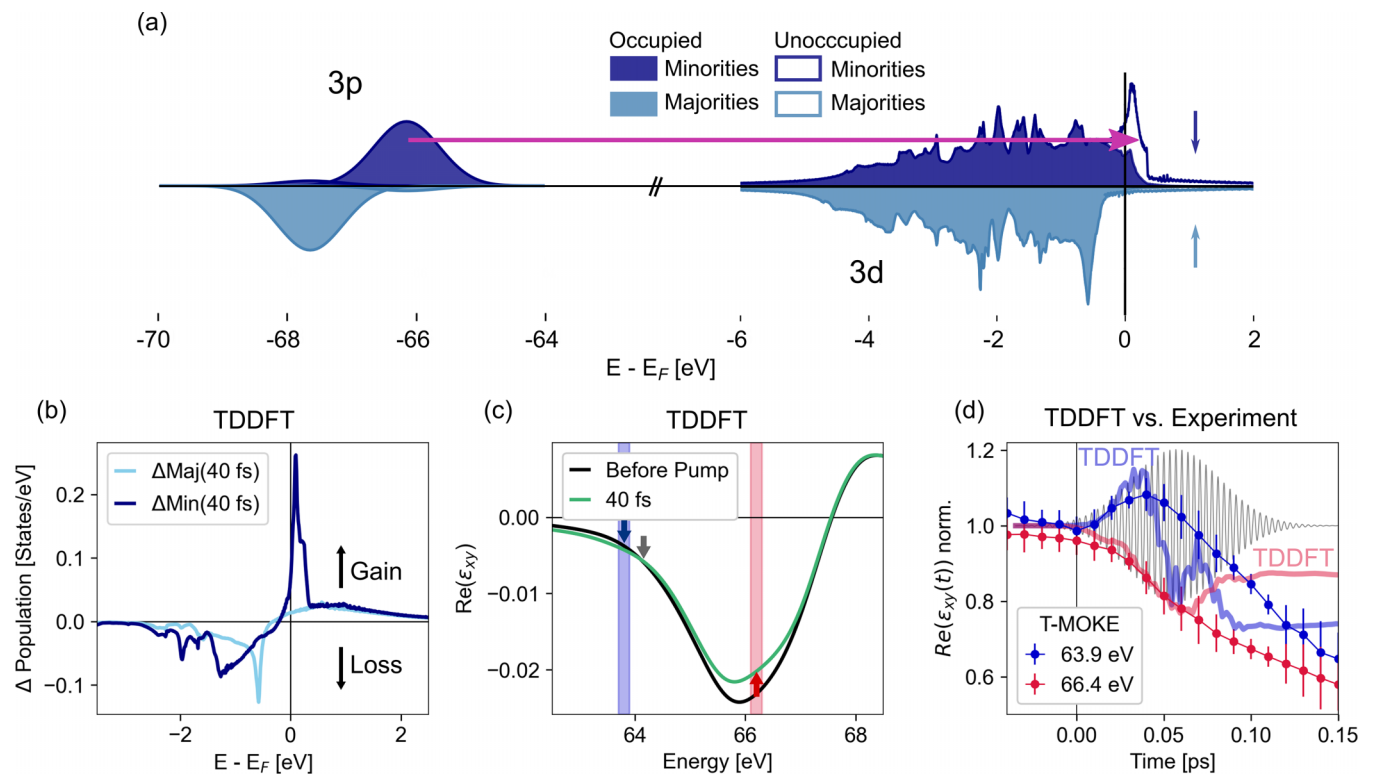 (a)
Occupied Unocccupied
Minorities Minorities
Majorities Majorities
3p
3d
-70 -68 -66 -64 -6 -4 -2 0 2
E - E_F [eV]
(b)
TDDFT
ΔMaj(40 fs)
ΔMin(40 fs)
Gain
Loss
0.2
0.1
0.0
−0.1
Δ Population [States/eV]
−2 0 2
E - E_F [eV]
(c)
TDDFT
Before Pump
40 fs
0.00
−0.01
−0.02
Re(ε_xy)
64 66 68
Energy [eV]
(d)
TDDFT vs. Experiment
TDDFT
TDDFT
T-MOKE
63.9 eV
66.4 eV
1.2
1.0
0.8
0.6
Re(ε_xy(t)) norm.
0.00 0.05 0.10 0.15
Time [ps]